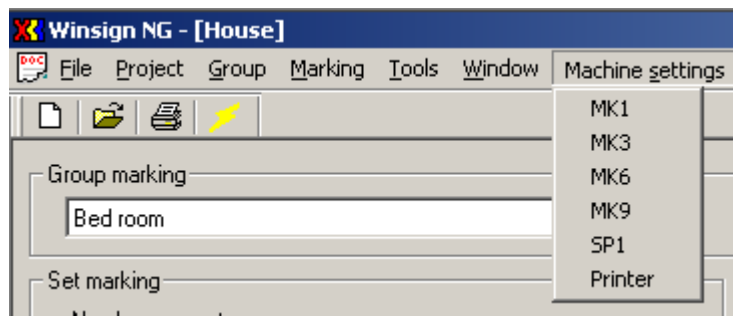 Winsign NG - [House]
DOC File Project Group Marking Tools Window Machine settings
MK1
MK3
MK6
MK9
SP1
Printer
Group marking
Bed room
Set marking